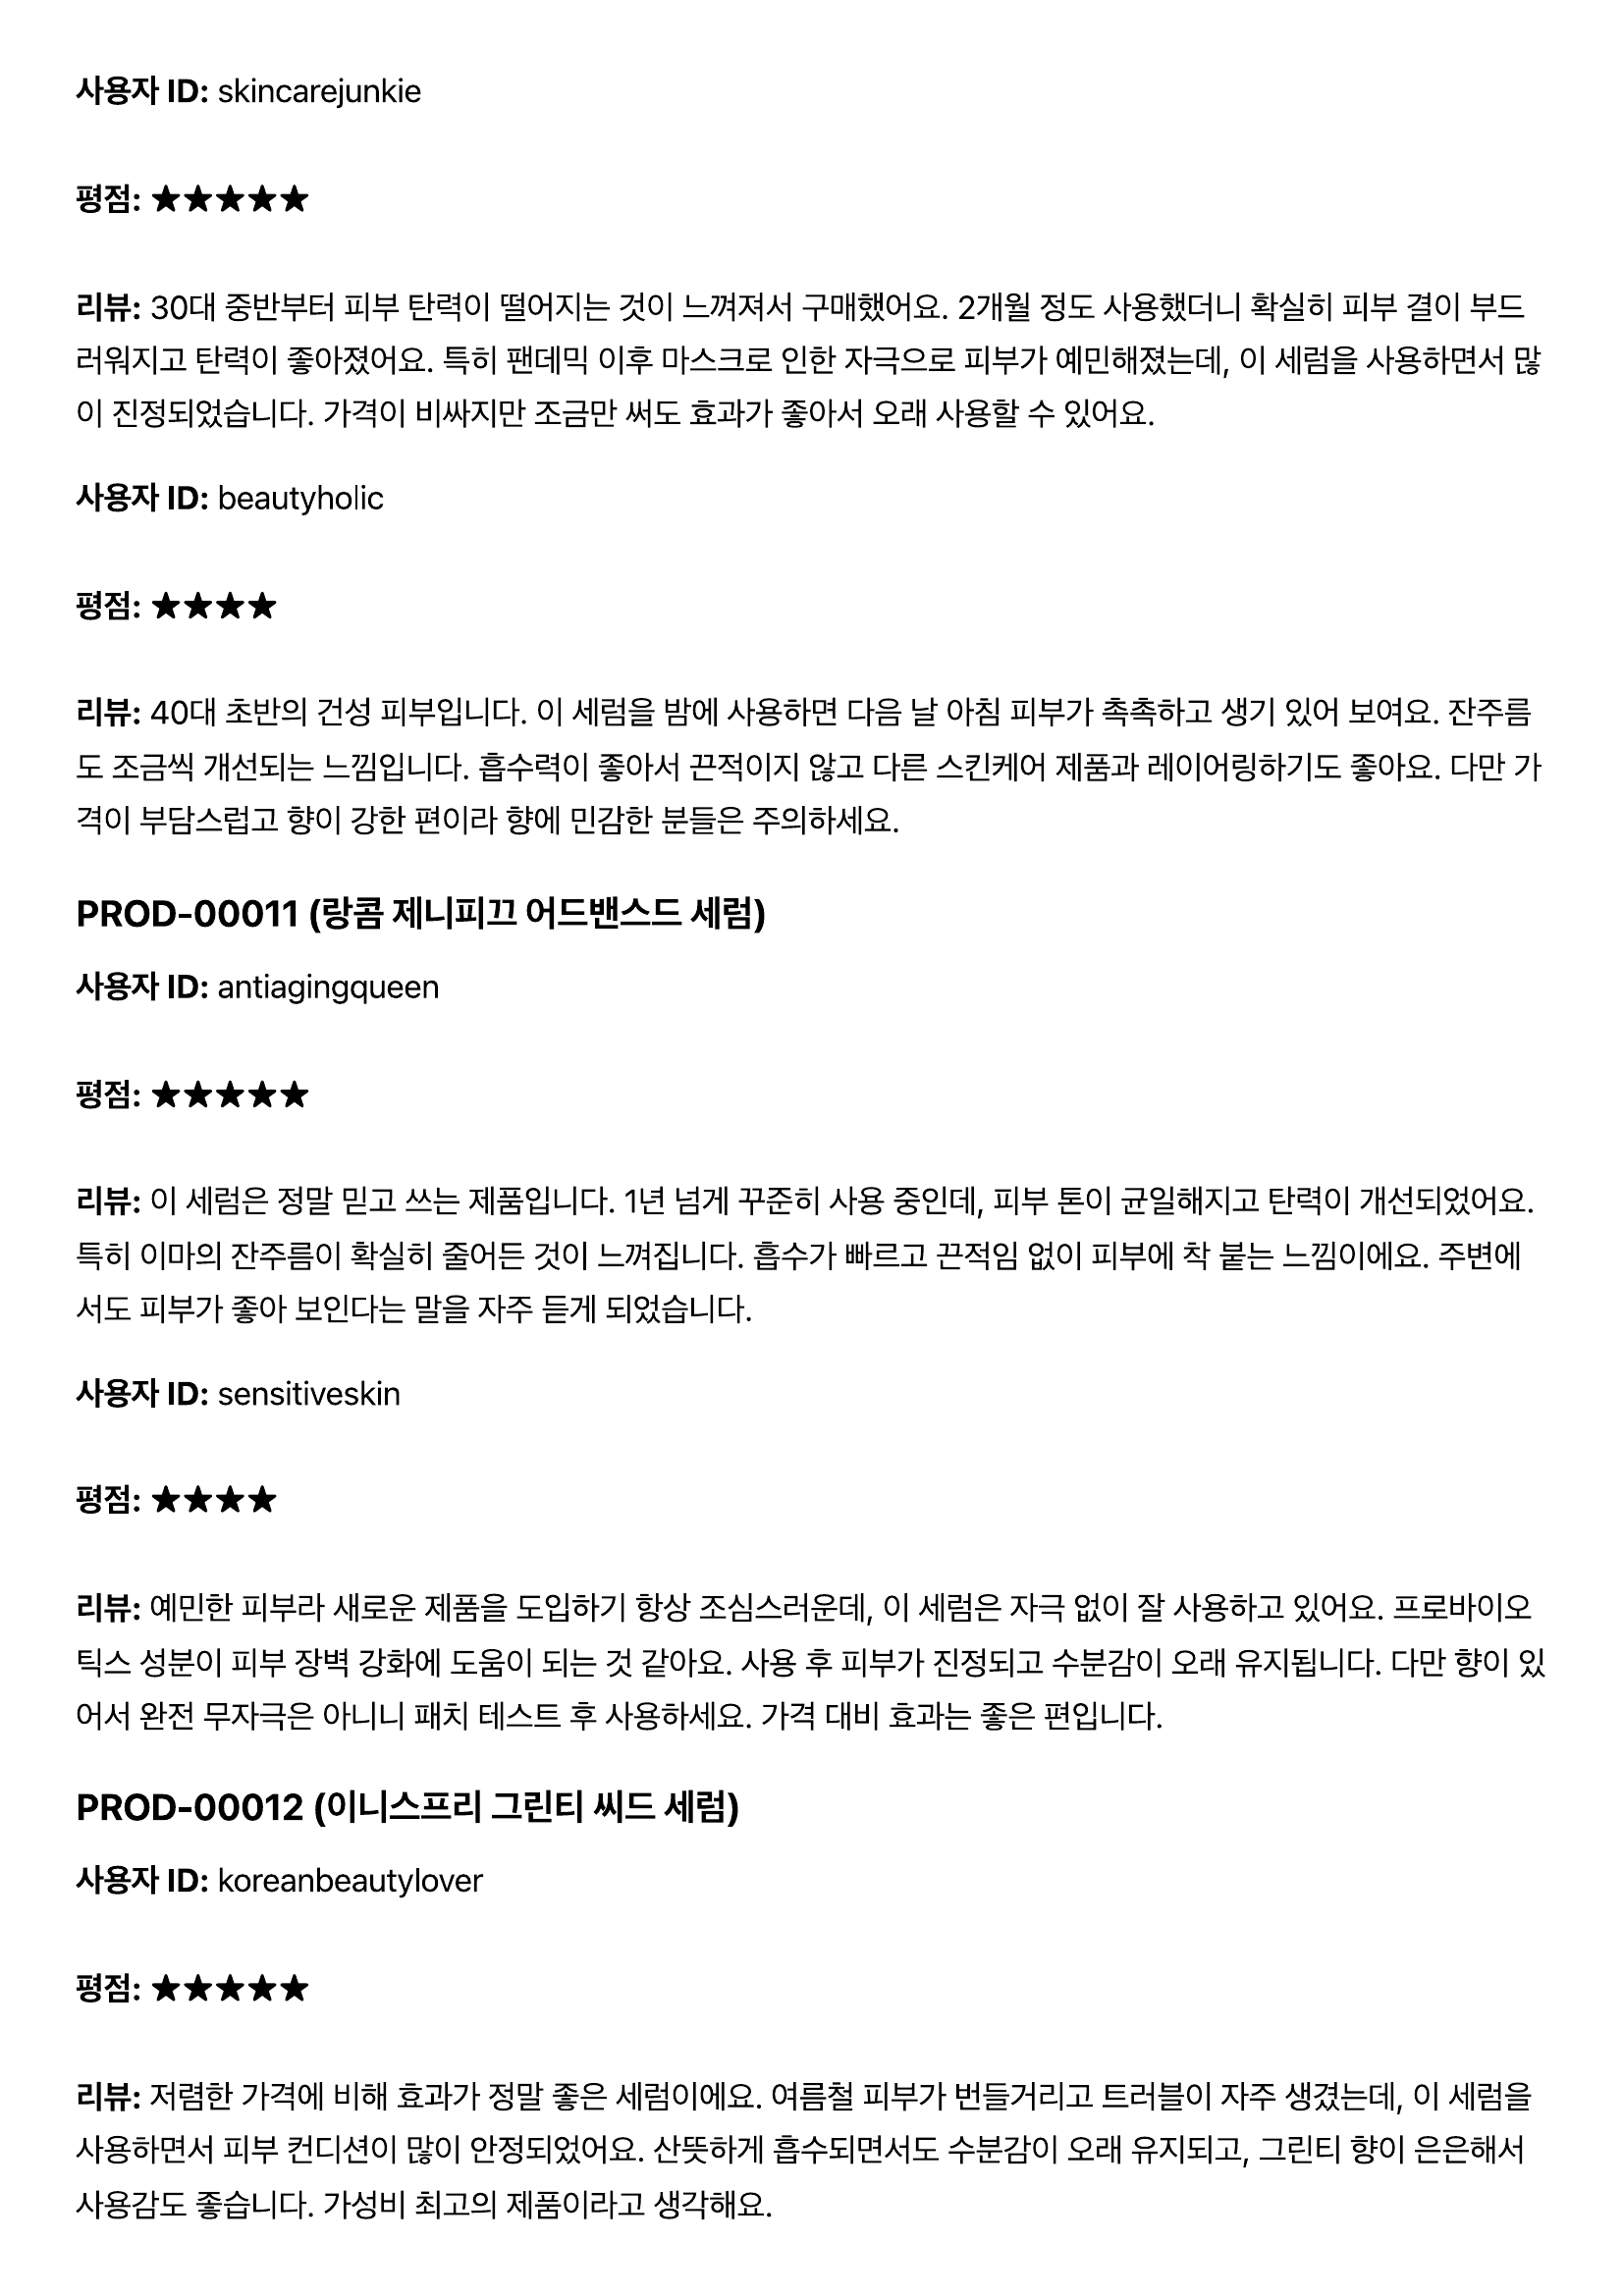 사용자 ID: skincarejunkie
평점: ★★★★★
리뷰: 30대 중반부터 피부 탄력이 떨어지는 것이 느껴져서 구매했어요. 2개월 정도 사용했더니 확실히 피부 결이 부드
러워지고 탄력이 좋아졌어요. 특히 팬데믹 이후 마스크로 인한 자극으로 피부가 예민해졌는데, 이 세럼을 사용하면서 많
이 진정되었습니다. 가격이 비싸지만 조금만 써도 효과가 좋아서 오래 사용할 수 있어요.
사용자 ID: beautyholic
평점: ★★★★
리뷰: 40대 초반의 건성 피부입니다. 이 세럼을 밤에 사용하면 다음 날 아침 피부가 촉촉하고 생기 있어 보여요. 잔주름
도 조금씩 개선되는 느낌입니다. 흡수력이 좋아서 끈적이지 않고 다른 스킨케어 제품과 레이어링하기도 좋아요. 다만 가
격이 부담스럽고 향이 강한 편이라 향에 민감한 분들은 주의하세요.
PROD-00011 (랑콤 제니피끄 어드밴스드 세럼)
사용자 ID: antiagingqueen
평점: ★★★★★
리뷰: 이 세럼은 정말 믿고 쓰는 제품입니다. 1년 넘게 꾸준히 사용 중인데, 피부 톤이 균일해지고 탄력이 개선되었어요.
특히 이마의 잔주름이 확실히 줄어든 것이 느껴집니다. 흡수가 빠르고 끈적임 없이 피부에 착 붙는 느낌이에요. 주변에
서도 피부가 좋아 보인다는 말을 자주 듣게 되었습니다.
사용자 ID: sensitiveskin
평점: ★★★★
리뷰: 예민한 피부라 새로운 제품을 도입하기 항상 조심스러운데, 이 세럼은 자극 없이 잘 사용하고 있어요. 프로바이오
틱스 성분이 피부 장벽 강화에 도움이 되는 것 같아요. 사용 후 피부가 진정되고 수분감이 오래 유지됩니다. 다만 향이 있
어서 완전 무자극은 아니니 패치 테스트 후 사용하세요. 가격 대비 효과는 좋은 편입니다.
PROD-00012 (이니스프리 그린티 씨드 세럼)
사용자 ID: koreanbeautylover
평점: ★★★★★
리뷰: 저렴한 가격에 비해 효과가 정말 좋은 세럼이에요. 여름철 피부가 번들거리고 트러블이 자주 생겼는데, 이 세럼을
사용하면서 피부 컨디션이 많이 안정되었어요. 산뜻하게 흡수되면서도 수분감이 오래 유지되고, 그린티 향이 은은해서
사용감도 좋습니다. 가성비 최고의 제품이라고 생각해요.